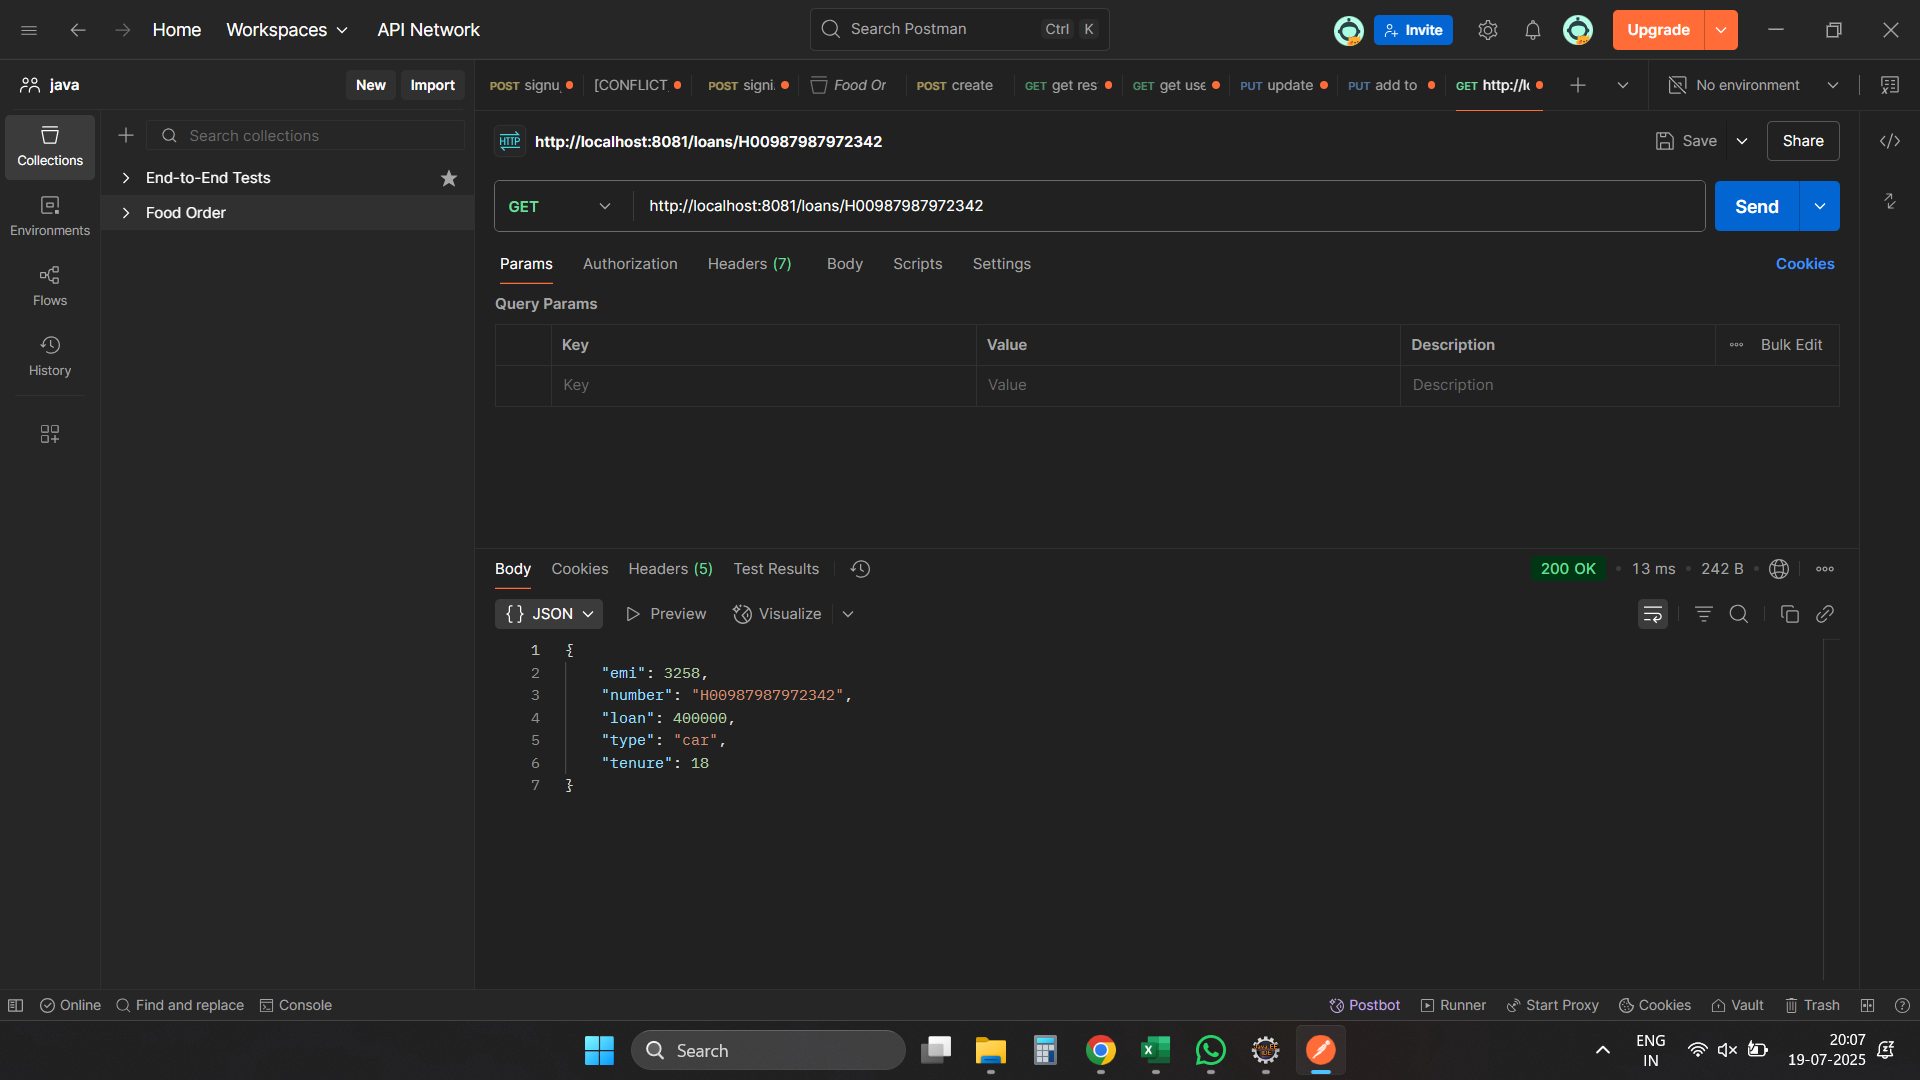 Home
Workspaces
API Network
Search Postman
Ctrl
K
Invite
Upgrade
java
New
Import
POST signu
[CONFLICT
POST signi
Food Or
POST create
GET get res
GET get use
PUT update
PUT add to
GET http://lo
No environment
Collections
Environments
Flows
History
Search collections
End-to-End Tests
Food Order
HTTP
http://localhost:8081/loans/H00987987972342
Save
Share
GET
http://localhost:8081/loans/H00987987972342
Send
Params
Authorization
Headers (7)
Body
Scripts
Settings
Cookies
Query Params
Key
Value
Description
Bulk Edit
Key
Value
Description
Body
Cookies
Headers (5)
Test Results
200 OK
13 ms
242 B
{} JSON
Preview
Visualize
1 {
2 "emi": 3258,
3 "number": "H00987987972342",
4 "loan": 400000,
5 "type": "car",
6 "tenure": 18
7 }
Online
Find and replace
Console
Postbot
Runner
Start Proxy
Cookies
Vault
Trash
Search
ENG
IN
20:07
19-07-2025